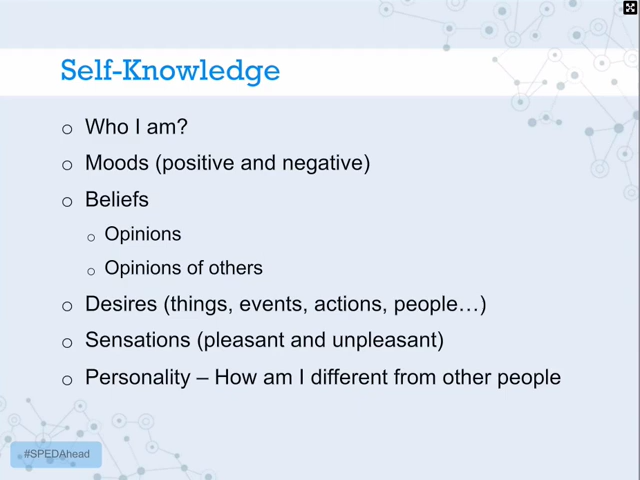 Self-Knowledge
o Who I am?
o Moods (positive and negative)
o Beliefs
o Opinions
o Opinions of others
o Desires (things, events, actions, people…)
o Sensations (pleasant and unpleasant)
o Personality – How am I different from other people
#SPEDAhead